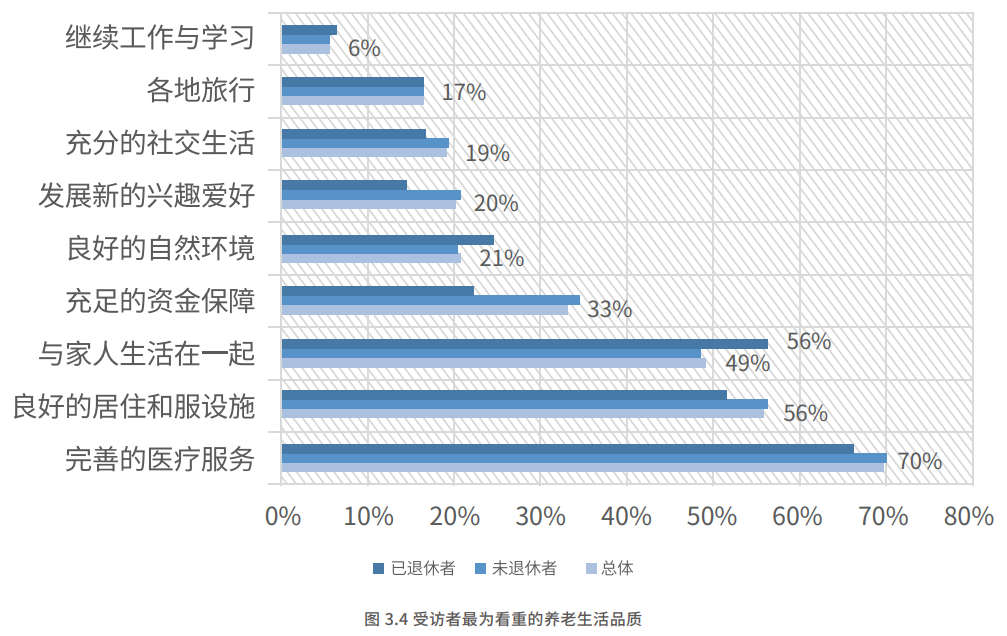 继续工作与学习
6%
各地旅行
17%
充分的社交生活
19%
发展新的兴趣爱好
20%
良好的自然环境
21%
充足的资金保障
33%
与家人生活在一起
56%
49%
良好的居住和服设施
56%
完善的医疗服务
70%
0% 10% 20% 30% 40% 50% 60% 70% 80%
已退休者 未退休者 总体
图 3.4 受访者最为看重的养老生活品质